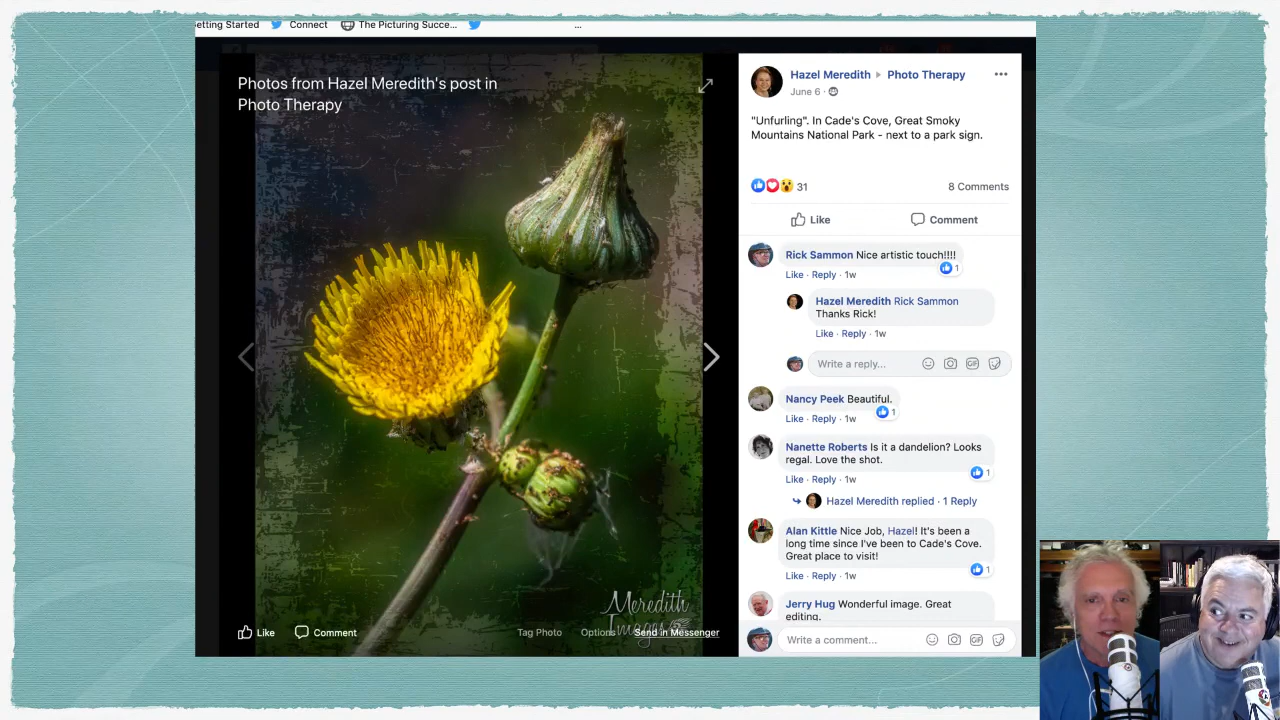 etting Started Connect The Picturing Succe... ...
Photos from Hazel Meredith's post in
Photo Therapy
Hazel Meredith Photo Therapy
June 6 ·
"Unfurling". In Cade's Cove, Great Smoky
Mountains National Park - next to a park sign.
31 8 Comments
Like Comment
Rick Sammon Nice artistic touch!!!!
1
Like · Reply · 1w
Hazel Meredith Rick Sammon
Thanks Rick!
Like · Reply · 1w
Write a reply...
GIF
Nancy Peek Beautiful.
1
Like · Reply · 1w
Nanette Roberts Is it a dandelion? Looks
regal. Love the shot.
1
Like · Reply · 1w
Hazel Meredith replied · 1 Reply
Alan Kittle Nice Job, Hazel! It's been a
long time since I've been to Cade's Cove.
Great place to visit!
1
Like · Reply · 1w
Jerry Hug Wonderful image. Great
editing.
Write a comment...
GIF
Meredith
Images
Like Comment Tag Photo Options Send in Messenger